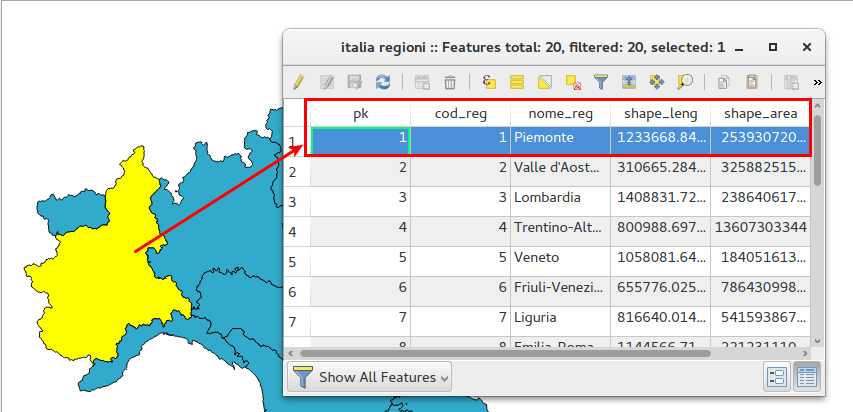 italia regioni :: Features total: 20, filtered: 20, selected: 1
pk cod_reg nome_reg shape_leng shape_area
1 1 1 Piemonte 1233668.84... 253930720...
2 2 2 Valle d'Aost... 310665.284... 325882515...
3 3 3 Lombardia 1408831.72... 238640617...
4 4 4 Trentino-Alt... 800988.697... 13607303344
5 5 5 Veneto 1058081.64... 184051613...
6 6 6 Friuli-Venezi... 655776.025... 786430998...
7 7 7 Liguria 816640.014... 541593867...
8 8 Emilia-Roma... 1144566.71... 221231110...
Show All Features